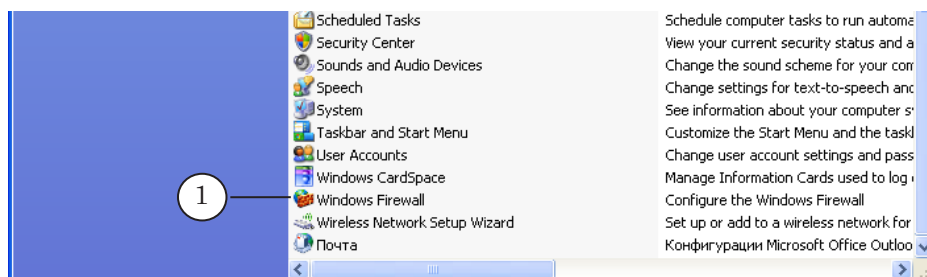 Scheduled Tasks Schedule computer tasks to run automa
Security Center View your current security status and a
Sounds and Audio Devices Change the sound scheme for your com
Speech Change settings for text-to-speech and
System See information about your computer s
Taskbar and Start Menu Customize the Start Menu and the task
User Accounts Change user account settings and pass
Windows CardSpace Manage Information Cards used to log
1 Windows Firewall Configure the Windows Firewall
Wireless Network Setup Wizard Set up or add to a wireless network for
Почта Конфигурации Microsoft Office Outloo